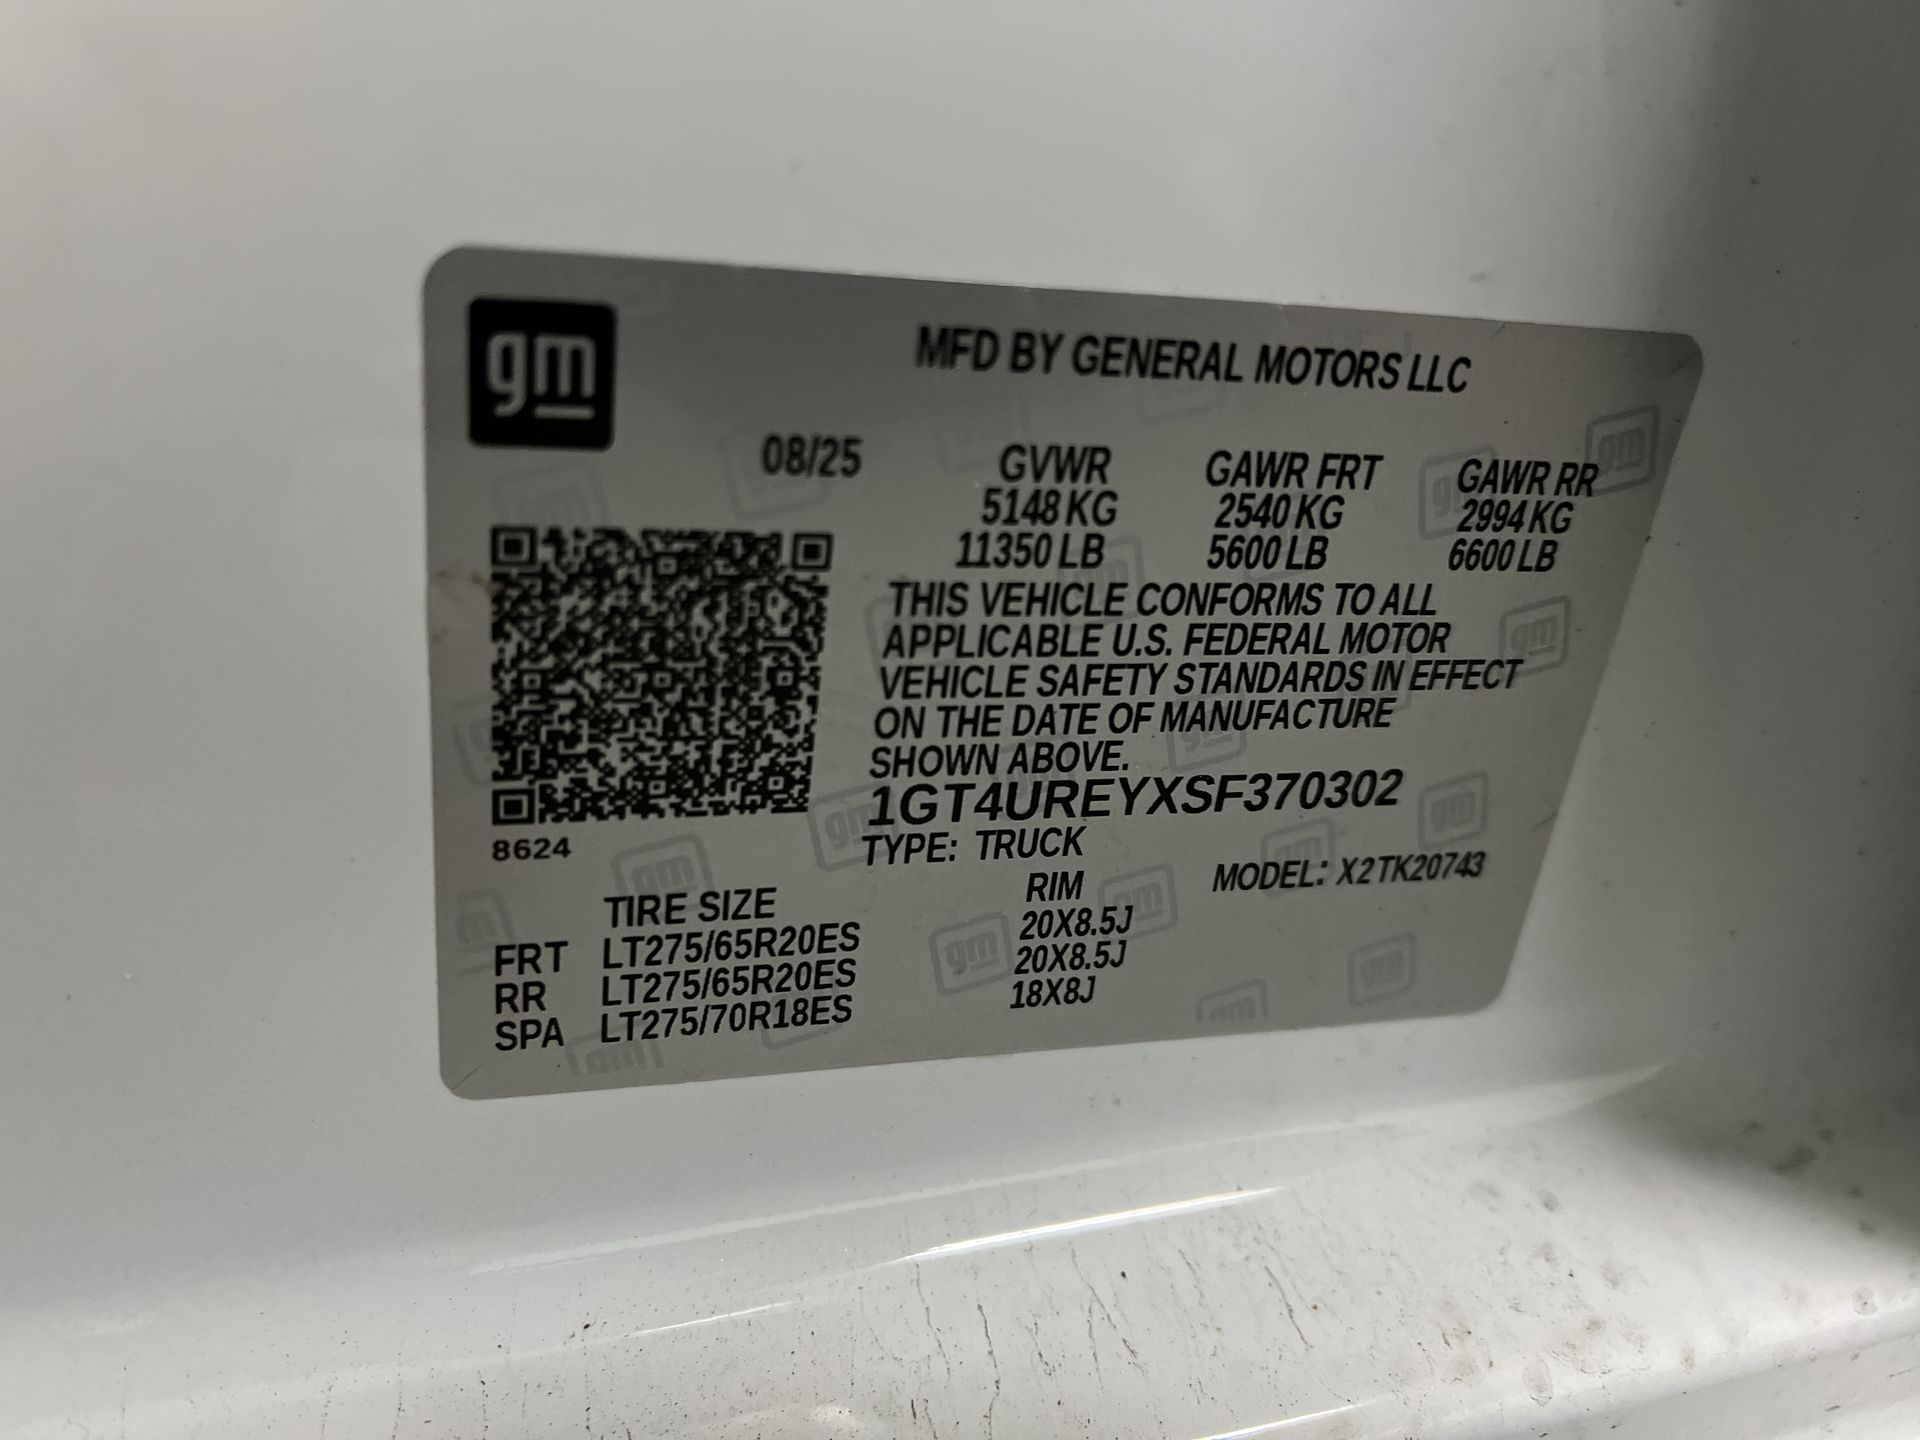 gm
MFD BY GENERAL MOTORS LLC
08/25 GVWR GAWR FRT GAWR RR
5148 KG 2540 KG 2994 KG
11350 LB 5600 LB 6600 LB
THIS VEHICLE CONFORMS TO ALL
APPLICABLE U.S. FEDERAL MOTOR
VEHICLE SAFETY STANDARDS IN EFFECT
ON THE DATE OF MANUFACTURE
SHOWN ABOVE.
1GT4UREYXSF370302
8624
TYPE: TRUCK MODEL: X2TK20743
TIRE SIZE RIM
FRT LT275/65R20ES 20X8.5J
RR LT275/65R20ES 20X8.5J
SPA LT275/70R18ES 18X8J